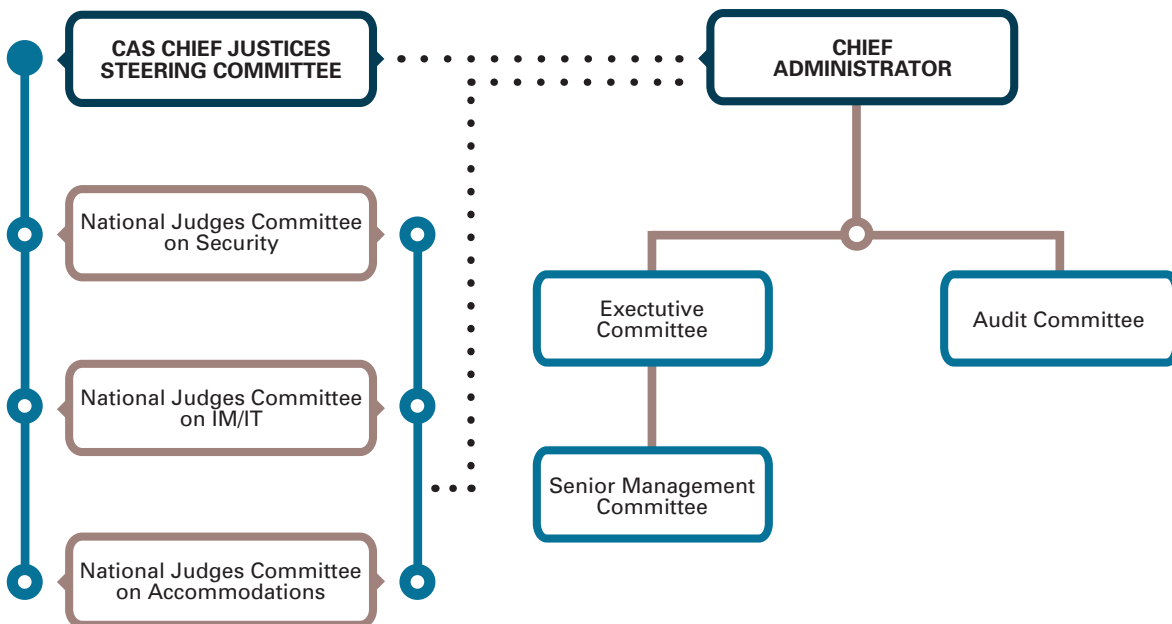 CAS CHIEF JUSTICES
STEERING COMMITTEE
CHIEF
ADMINISTRATOR
National Judges Committee
on Security
Exectutive
Committee
Audit Committee
National Judges Committee
on IM/IT
Senior Management
Committee
National Judges Committee
on Accommodations